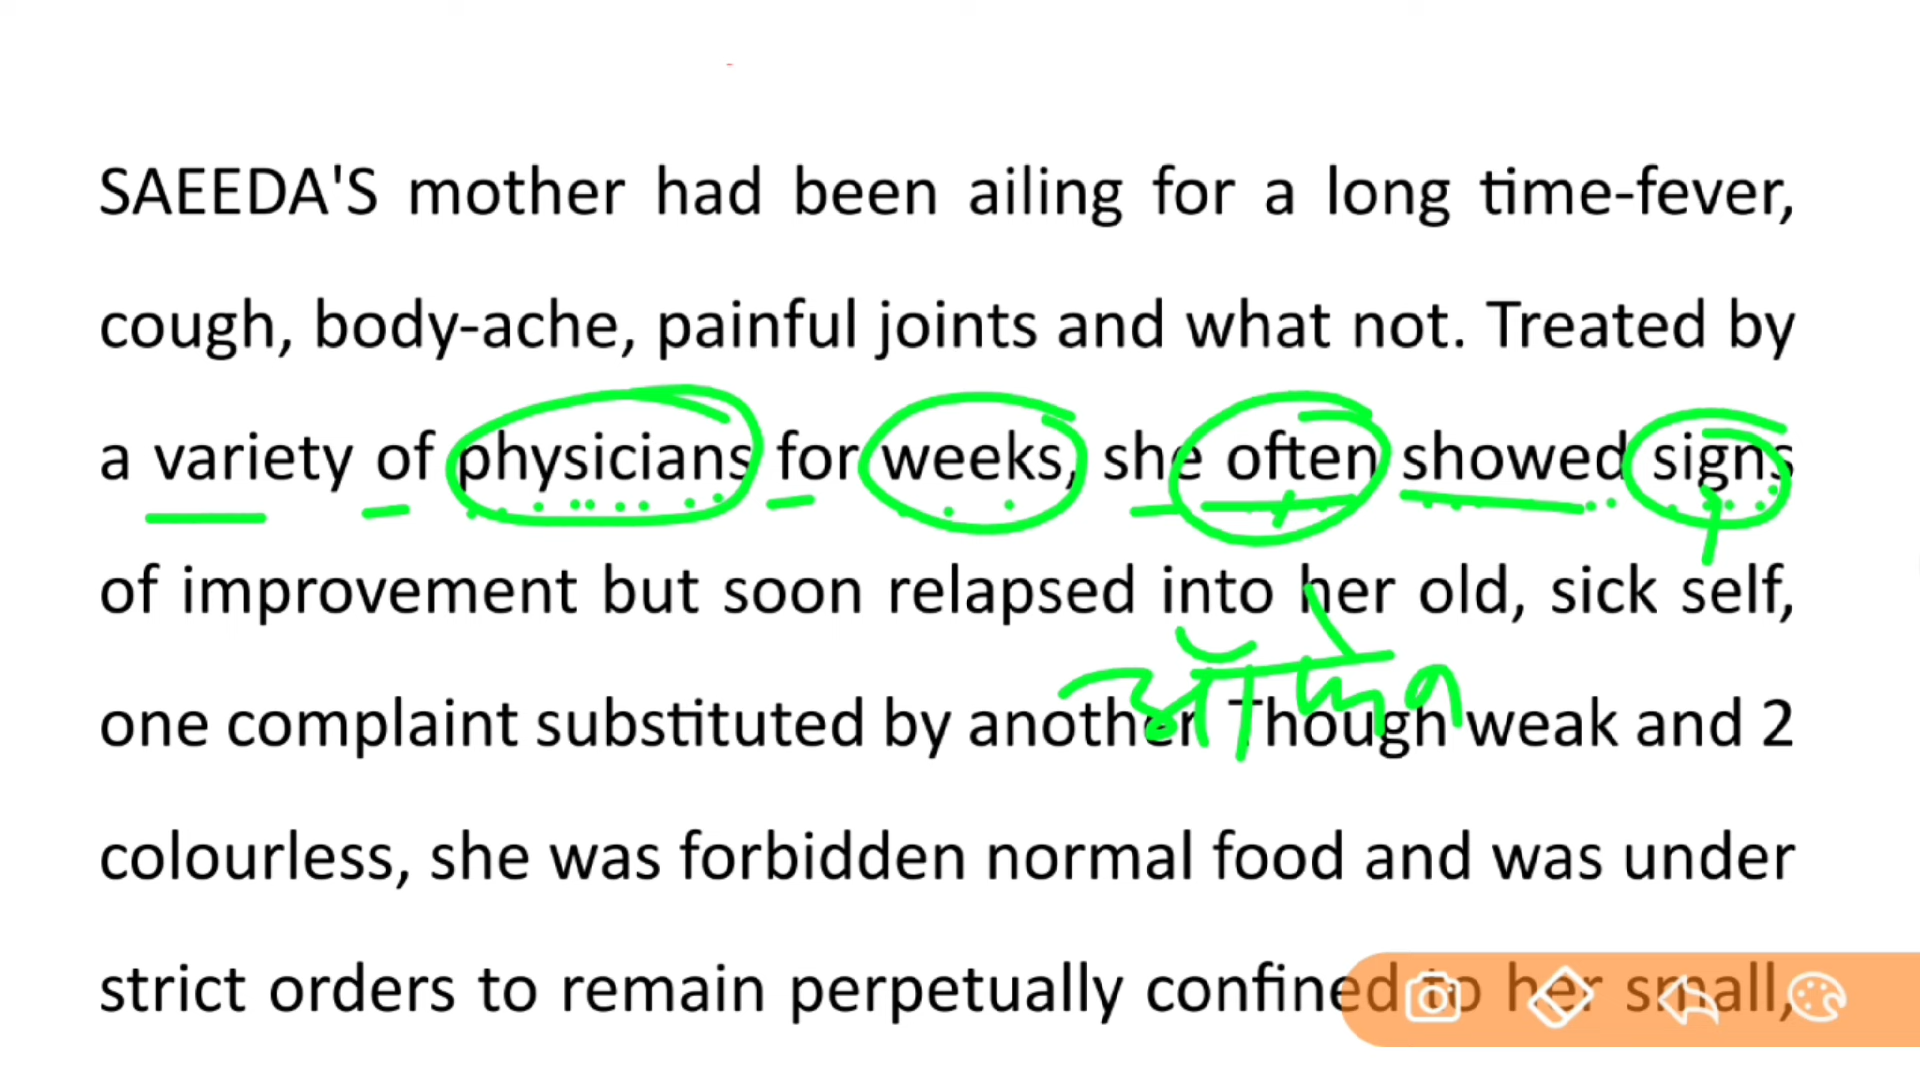 SAEEDA'S mother had been ailing for a long time-fever,
cough, body-ache, painful joints and what not. Treated by
a variety of physicians for weeks, she often showed signs
of improvement but soon relapsed into her old, sick self,
ऑफेन
one complaint substituted by another. Though weak and 2
colourless, she was forbidden normal food and was under
strict orders to remain perpetually confined to her small,